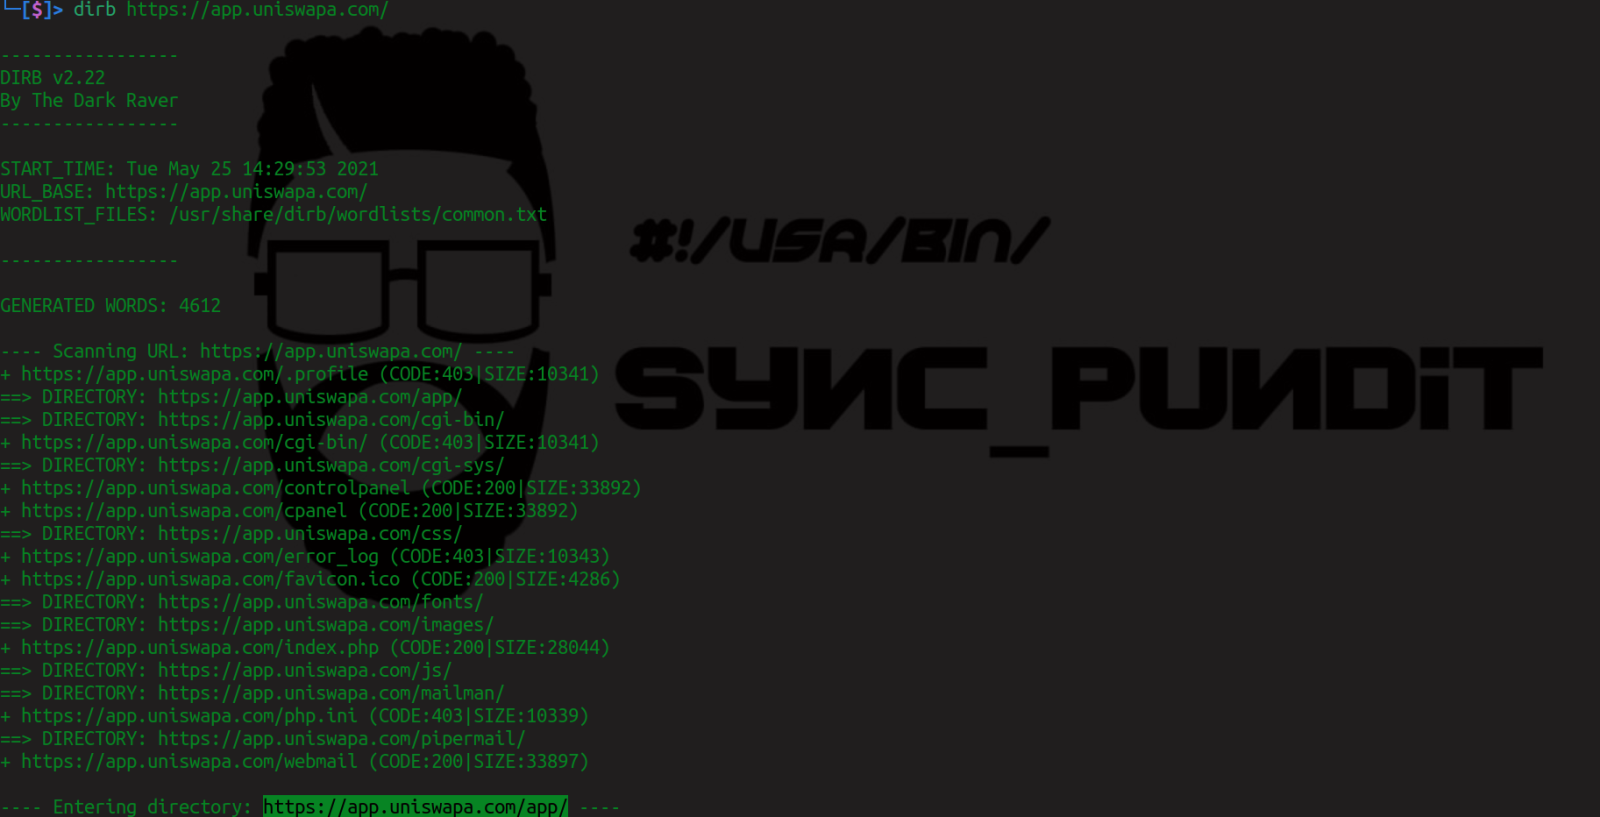 └─[$]> dirb https://app.uniswapa.com/
-----------------
DIRB v2.22
By The Dark Raver
-----------------
START_TIME: Tue May 25 14:29:53 2021
URL_BASE: https://app.uniswapa.com/
WORDLIST_FILES: /usr/share/dirb/wordlists/common.txt
-----------------
GENERATED WORDS: 4612
---- Scanning URL: https://app.uniswapa.com/ ----
+ https://app.uniswapa.com/.profile (CODE:403|SIZE:10341)
==> DIRECTORY: https://app.uniswapa.com/app/
==> DIRECTORY: https://app.uniswapa.com/cgi-bin/
+ https://app.uniswapa.com/cgi-bin/ (CODE:403|SIZE:10341)
==> DIRECTORY: https://app.uniswapa.com/cgi-sys/
+ https://app.uniswapa.com/controlpanel (CODE:200|SIZE:33892)
+ https://app.uniswapa.com/cpanel (CODE:200|SIZE:33892)
==> DIRECTORY: https://app.uniswapa.com/css/
+ https://app.uniswapa.com/error_log (CODE:403|SIZE:10343)
+ https://app.uniswapa.com/favicon.ico (CODE:200|SIZE:4286)
==> DIRECTORY: https://app.uniswapa.com/fonts/
==> DIRECTORY: https://app.uniswapa.com/images/
+ https://app.uniswapa.com/index.php (CODE:200|SIZE:28044)
==> DIRECTORY: https://app.uniswapa.com/js/
==> DIRECTORY: https://app.uniswapa.com/mailman/
+ https://app.uniswapa.com/php.ini (CODE:403|SIZE:10339)
==> DIRECTORY: https://app.uniswapa.com/pipermail/
+ https://app.uniswapa.com/webmail (CODE:200|SIZE:33897)
---- Entering directory: https://app.uniswapa.com/app/ ----
#!/USA/BIN/
SYNC_PUNDiT